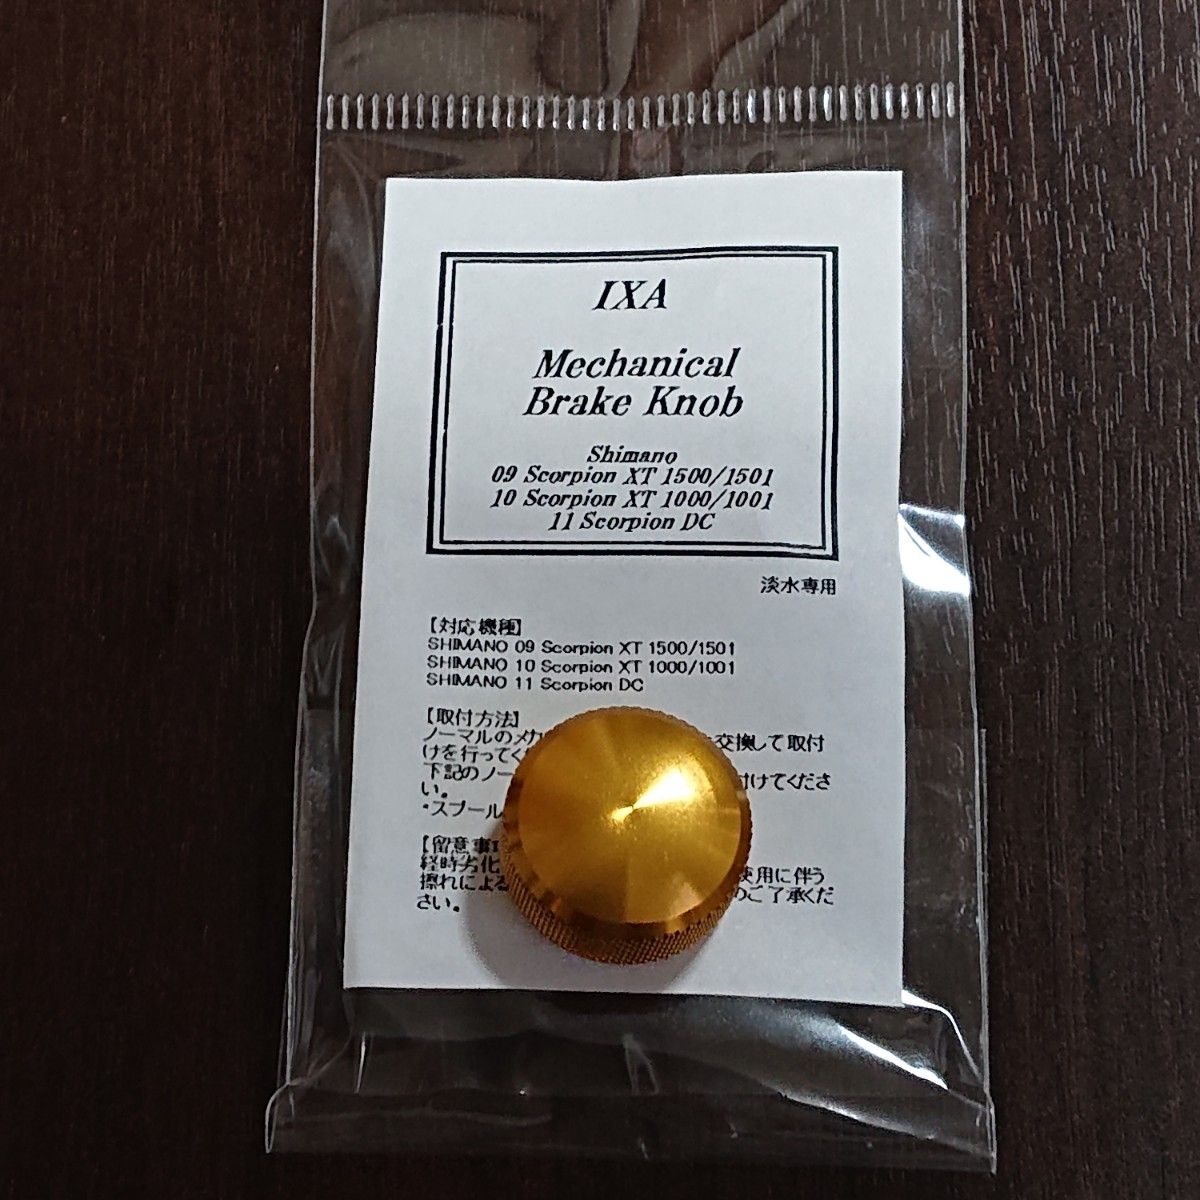 IXA
Mechanical
Brake Knob
Shimano
09 Scorpion XT 1500/1501
10 Scorpion XT 1000/1001
11 Scorpion DC
淡水専用
【対応機種】
SHIMANO 09 Scorpion XT 1500/1501
SHIMANO 10 Scorpion XT 1000/1001
SHIMANO 11 Scorpion DC
【取付方法】
ノーマルのメカ 交換して取付
けを行ってく
下記のノー 付けてくださ
い。
・スプール
【留意事項
経時劣化 使用に伴う
擦れによる のご了承くだ
さい。